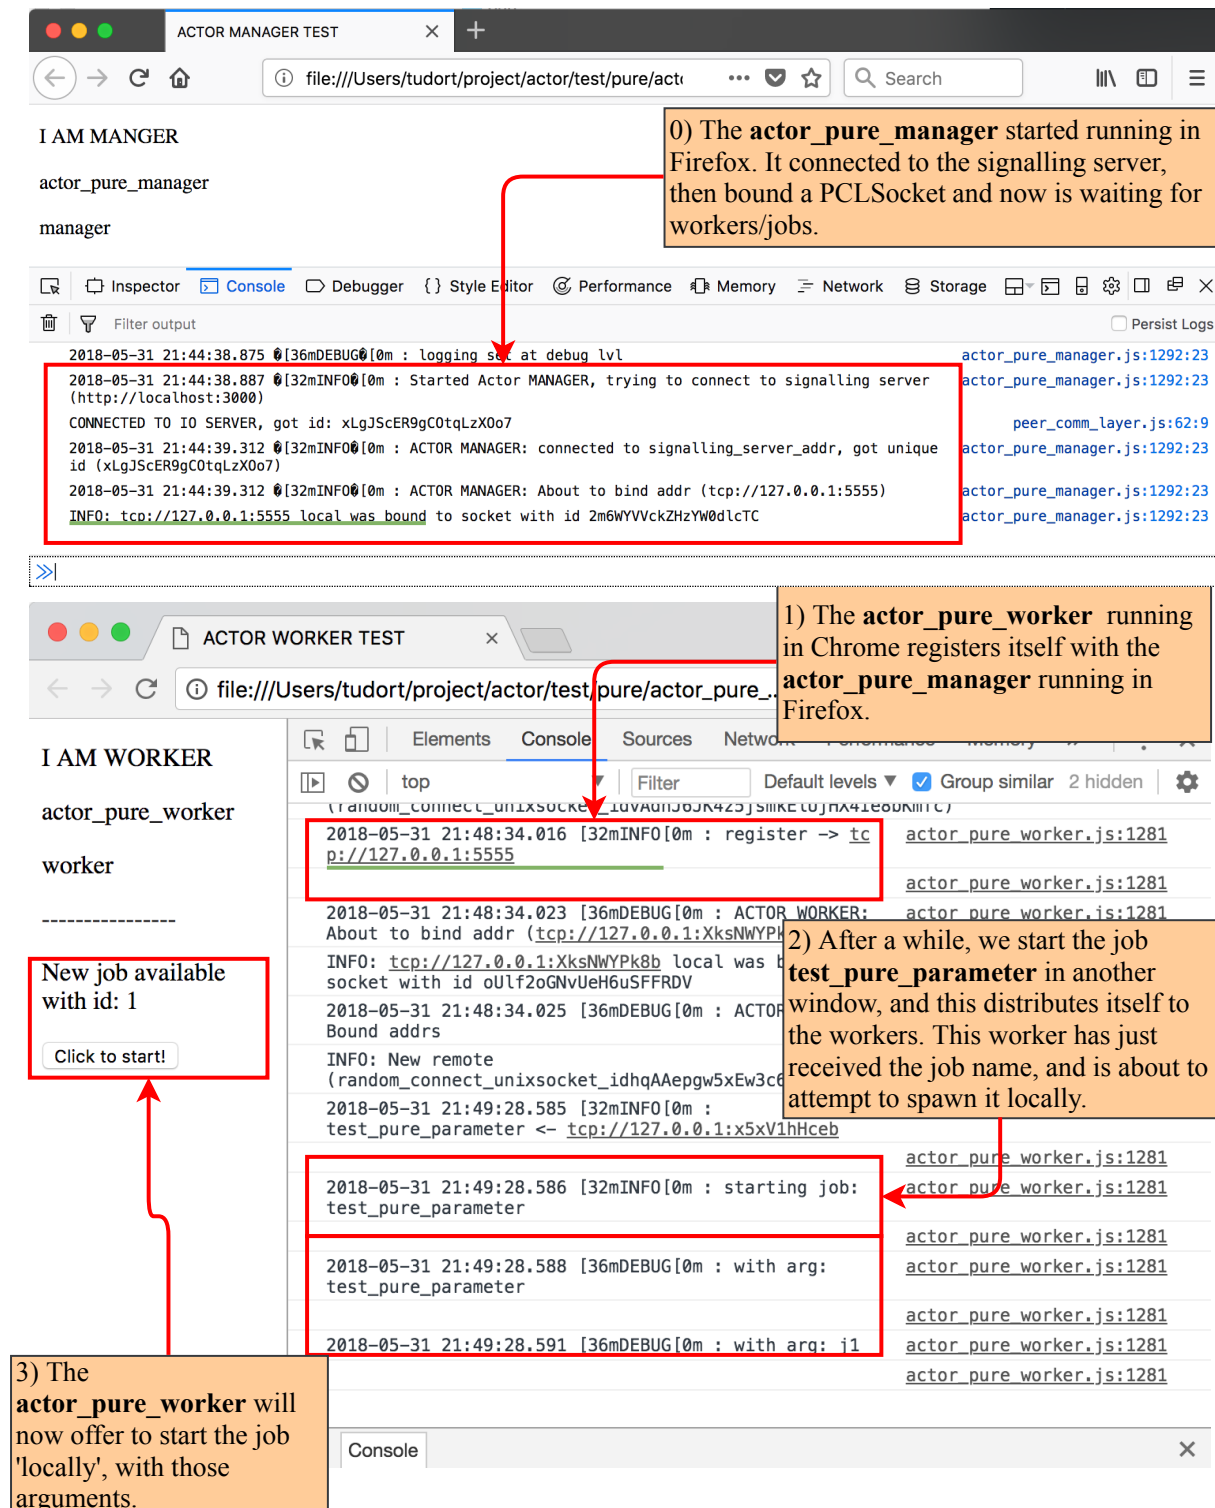 ACTOR MANAGER TEST
file:///Users/tudort/project/actor/test/pure/act
Search
I AM MANGER
actor_pure_manager
manager
0) The actor_pure_manager started running in
Firefox. It connected to the signalling server,
then bound a PCLSocket and now is waiting for
workers/jobs.
Inspector Console Debugger {} Style Editor Performance Memory Network Storage
Filter output
Persist Logs
2018-05-31 21:44:38.875 �[36mDEBUG�[0m : logging set at debug lvl actor_pure_manager.js:1292:23
2018-05-31 21:44:38.887 �[32mINFO�[0m : Started Actor MANAGER, trying to connect to signalling server actor_pure_manager.js:1292:23
(http://localhost:3000)
CONNECTED TO IO SERVER, got id: xLgJScER9gCOtqLzXOo7 peer_comm_layer.js:62:9
2018-05-31 21:44:39.312 �[32mINFO�[0m : ACTOR MANAGER: connected to signalling_server_addr, got unique actor_pure_manager.js:1292:23
id (xLgJScER9gCOtqLzXOo7)
2018-05-31 21:44:39.312 �[32mINFO�[0m : ACTOR MANAGER: About to bind addr (tcp://127.0.0.1:5555) actor_pure_manager.js:1292:23
INFO: tcp://127.0.0.1:5555 local was bound to socket with id 2m6WYVVckZHzYW0dlcTC actor_pure_manager.js:1292:23
1) The actor_pure_worker running
in Chrome registers itself with the
actor_pure_manager running in
Firefox.
ACTOR WORKER TEST
file:///Users/tudort/project/actor/test/pure/actor_pure_...
I AM WORKER
actor_pure_worker
worker
----------------
New job available
with id: 1
Click to start!
Elements Console Sources Network
top Filter Default levels ▼ Group similar 2 hidden
2018-05-31 21:48:34.016 [32mINFO[0m : register -> tc actor_pure_worker.js:1281
p://127.0.0.1:5555
actor_pure_worker.js:1281
2018-05-31 21:48:34.023 [36mDEBUG[0m : ACTOR WORKER: actor_pure_worker.js:1281
About to bind addr (tcp://127.0.0.1:XksNWYPk
INFO: tcp://127.0.0.1:XksNWYPk8b local was b
socket with id oUlf2oGNvUeH6uSFFRDV
2018-05-31 21:48:34.025 [36mDEBUG[0m : ACTOR
Bound addrs
INFO: New remote
(random_connect_unixsocket_idhqAAepgw5xEw3c6
2018-05-31 21:49:28.585 [32mINFO[0m :
test_pure_parameter <- tcp://127.0.0.1:x5xV1hHceb
actor_pure_worker.js:1281
2018-05-31 21:49:28.586 [32mINFO[0m : starting job: actor_pure_worker.js:1281
test_pure_parameter
actor_pure_worker.js:1281
2018-05-31 21:49:28.588 [36mDEBUG[0m : with arg: actor_pure_worker.js:1281
test_pure_parameter
actor_pure_worker.js:1281
2018-05-31 21:49:28.591 [36mDEBUG[0m : with arg: j1 actor_pure_worker.js:1281
actor_pure_worker.js:1281
2) After a while, we start the job
test_pure_parameter in another
window, and this distributes itself to
the workers. This worker has just
received the job name, and is about to
attempt to spawn it locally.
3) The
actor_pure_worker will
now offer to start the job
'locally', with those
arguments.
Console